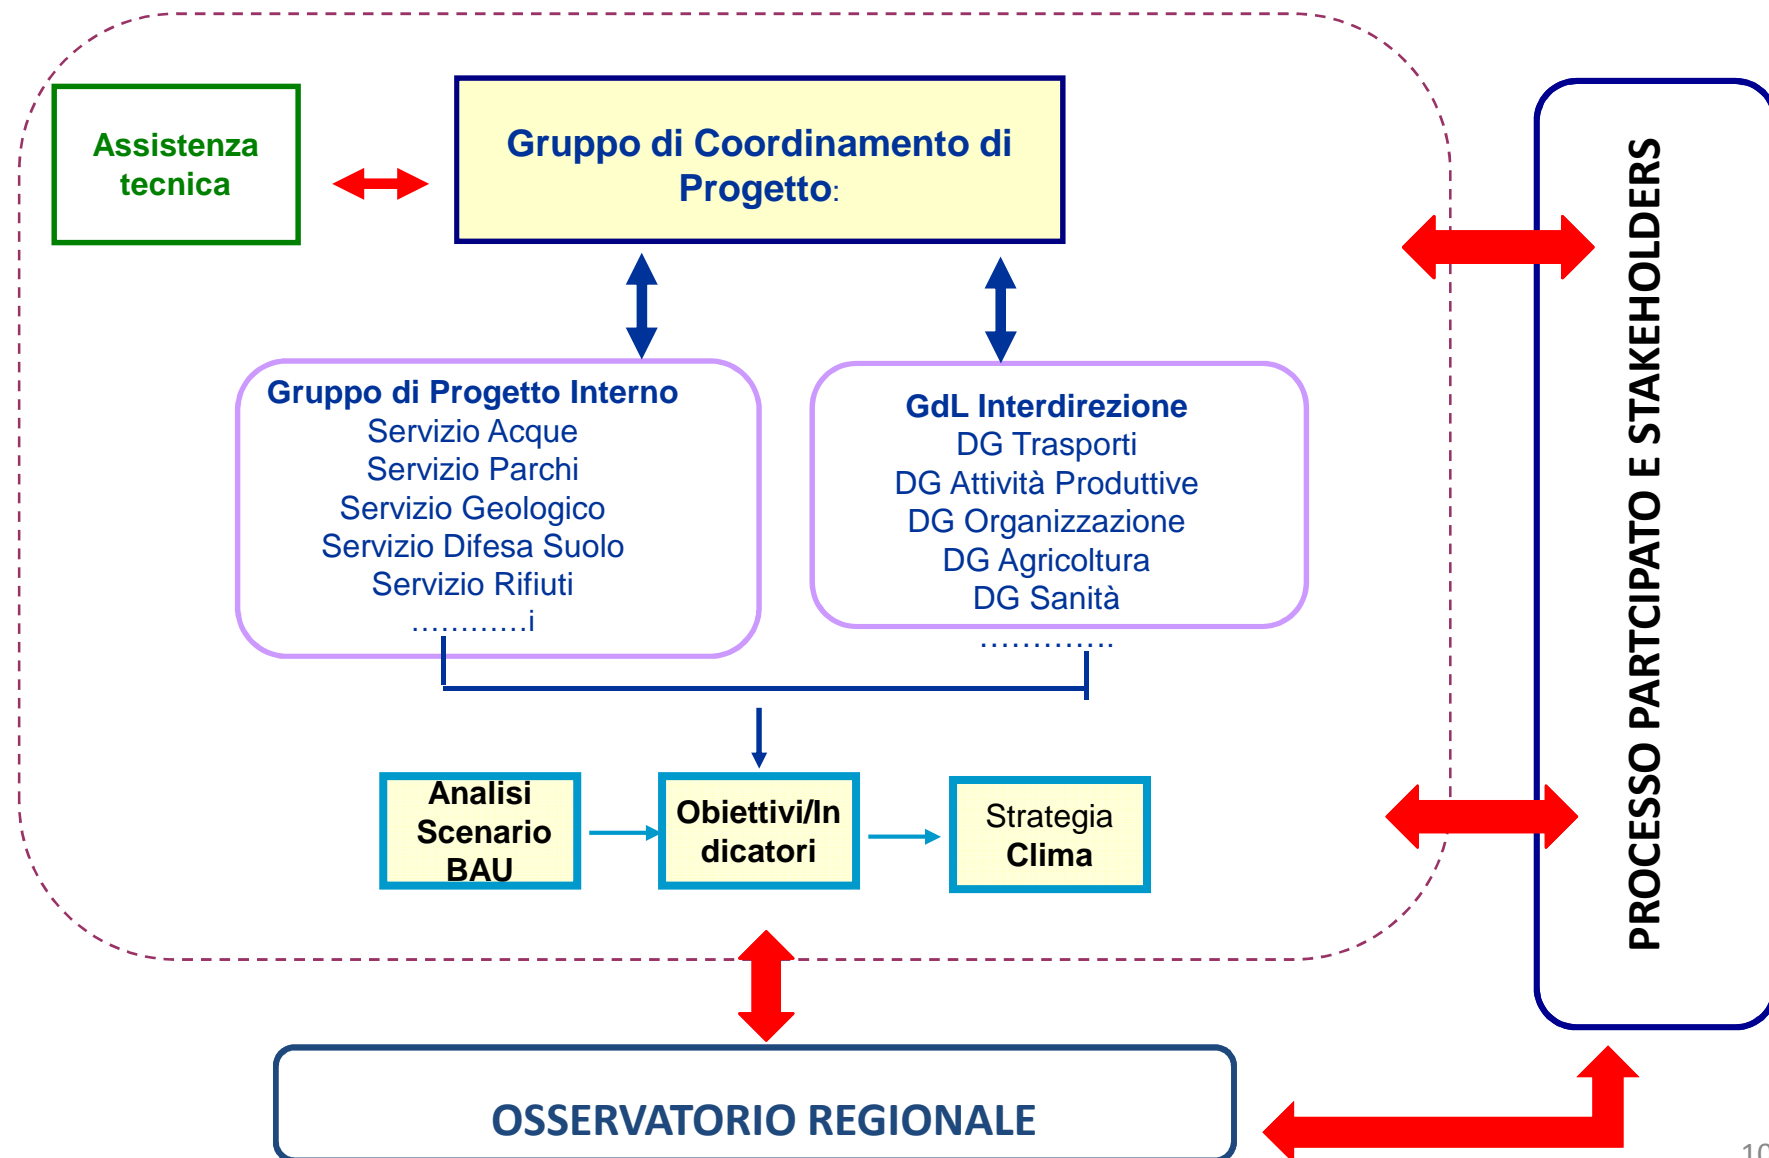 Assistenza
tecnica
Gruppo di Coordinamento di
Progetto:
Gruppo di Progetto Interno
Servizio Acque
Servizio Parchi
Servizio Geologico
Servizio Difesa Suolo
Servizio Rifiuti
…………i
GdL Interdirezione
DG Trasporti
DG Attività Produttive
DG Organizzazione
DG Agricoltura
DG Sanità
………….
Analisi
Scenario
BAU
Obiettivi/In
dicatori
Strategia
Clima
PROCESSO PARTCIPATO E STAKEHOLDERS
OSSERVATORIO REGIONALE
10